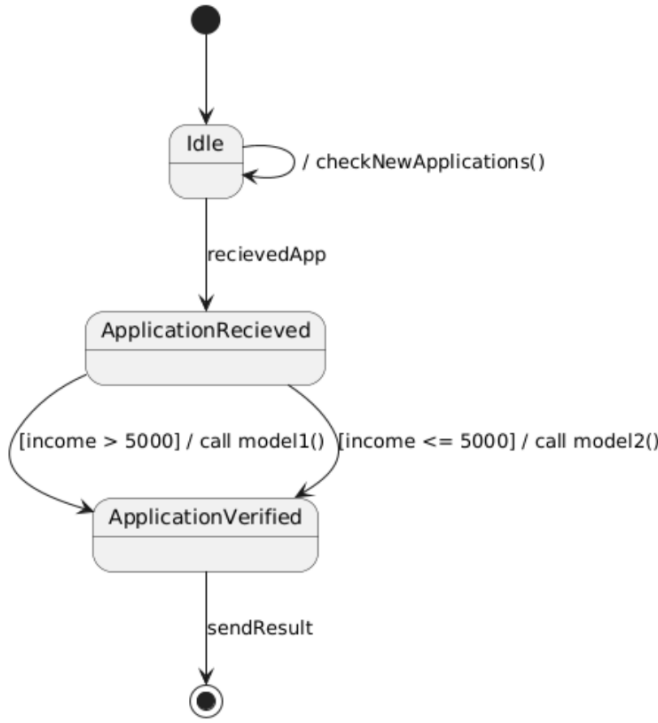 Idle
/ checkNewApplications()
recievedApp
ApplicationRecieved
[income > 5000] / call model1()
[income <= 5000] / call model2()
ApplicationVerified
sendResult